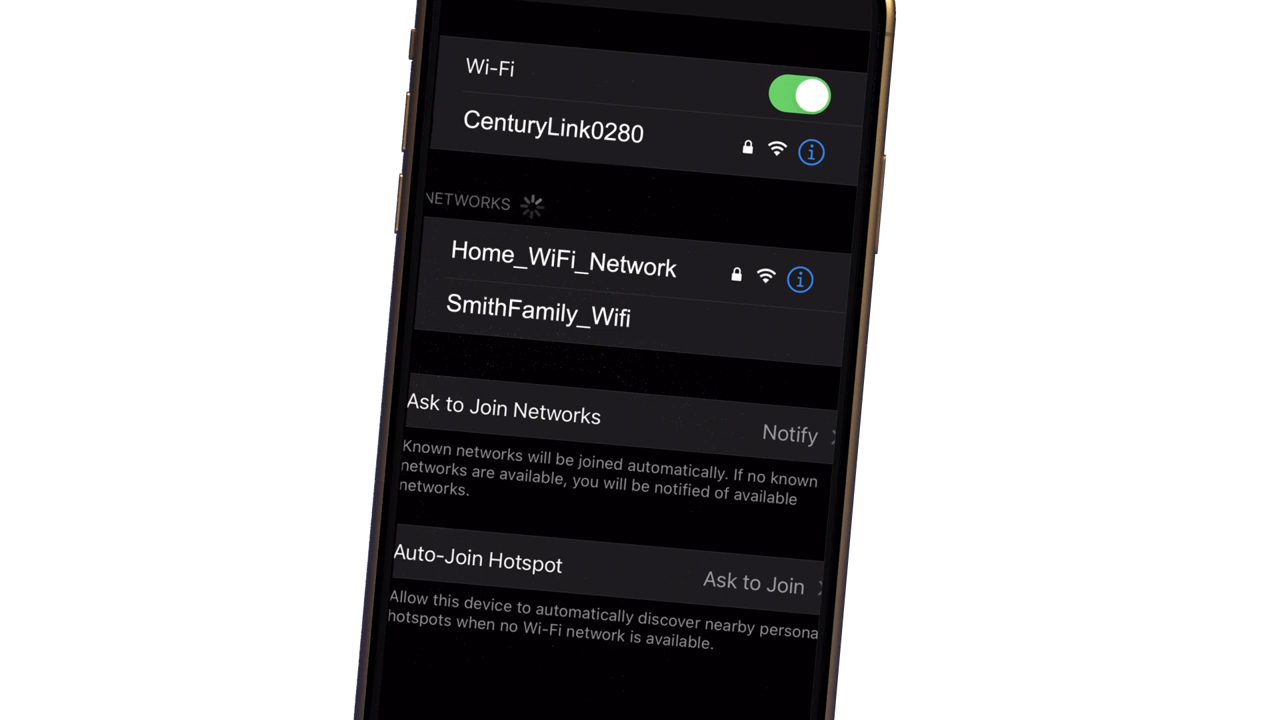 Wi-Fi
CenturyLink0280
NETWORKS
Home_WiFi_Network
SmithFamily_Wifi
Ask to Join Networks Notify
Known networks will be joined automatically. If no known
networks are available, you will be notified of available
networks.
Auto-Join Hotspot Ask to Join
Allow this device to automatically discover nearby persona
hotspots when no Wi-Fi network is available.